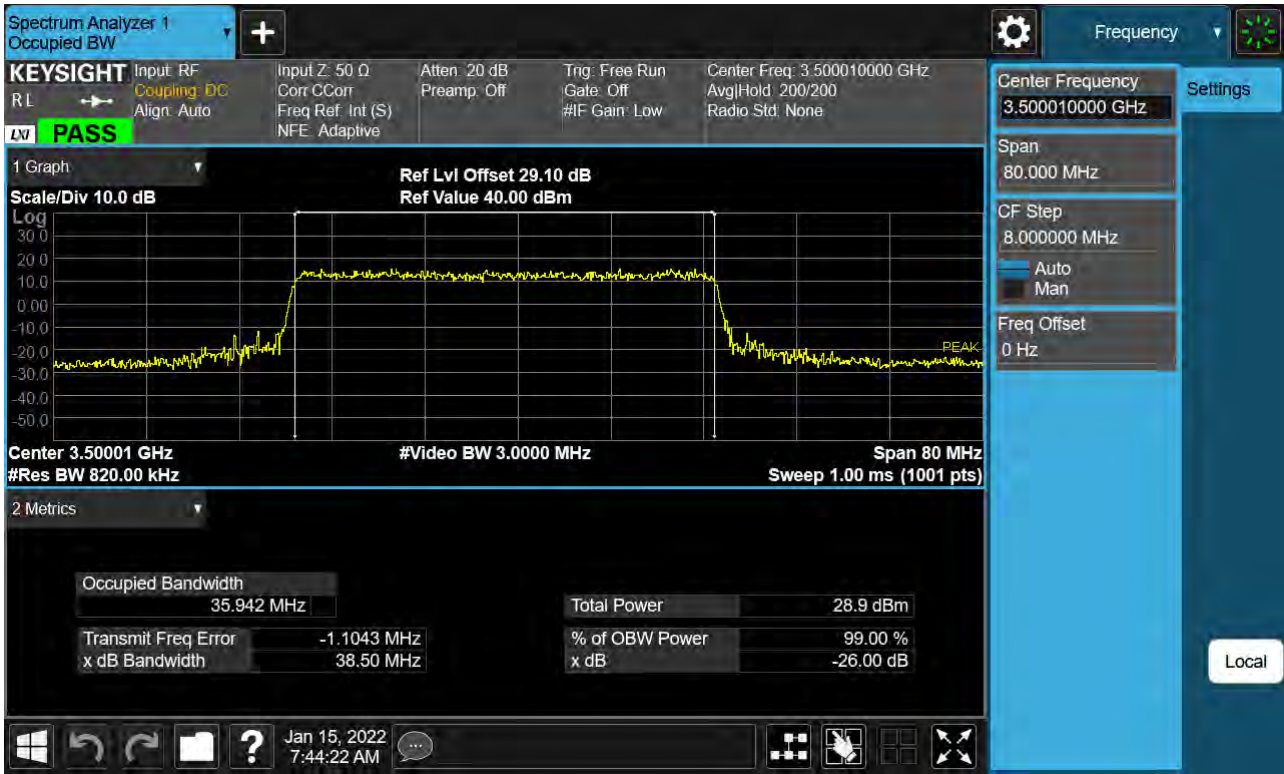 Spectrum Analyzer 1
Occupied BW
+
Frequency
KEYSIGHT
RL
LXI PASS
Input: RF
Coupling: DC
Align: Auto
Input Z: 50 Ω
Corr CCorr
Freq Ref: Int (S)
NFE: Adaptive
Atten: 20 dB
Preamp: Off
Trig: Free Run
Gate: Off
#IF Gain: Low
Center Freq: 3.500010000 GHz
Avg|Hold: 200/200
Radio Std: None
Center Frequency
3.500010000 GHz
Settings
Span
80.000 MHz
CF Step
8.000000 MHz
Auto
Man
Freq Offset
0 Hz
1 Graph
Scale/Div 10.0 dB
Ref Lvl Offset 29.10 dB
Ref Value 40.00 dBm
Log
30.0
20.0
10.0
0.00
-10.0
-20.0
-30.0
-40.0
-50.0
PEAK
Center 3.50001 GHz
#Video BW 3.0000 MHz
Span 80 MHz
#Res BW 820.00 kHz
Sweep 1.00 ms (1001 pts)
2 Metrics
Occupied Bandwidth
35.942 MHz
Total Power 28.9 dBm
Transmit Freq Error -1.1043 MHz
% of OBW Power 99.00 %
x dB Bandwidth 38.50 MHz
x dB -26.00 dB
Local
?
Jan 15, 2022
7:44:22 AM